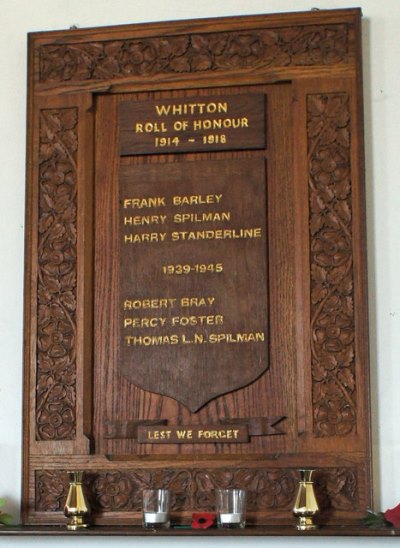 WHITTON
ROLL OF HONOUR
1914 - 1918
FRANK BARLEY
HENRY SPILMAN
HARRY STANDERLINE
1939-1945
ROBERT BRAY
PERCY FOSTER
THOMAS L.N. SPILMAN
LEST WE FORGET